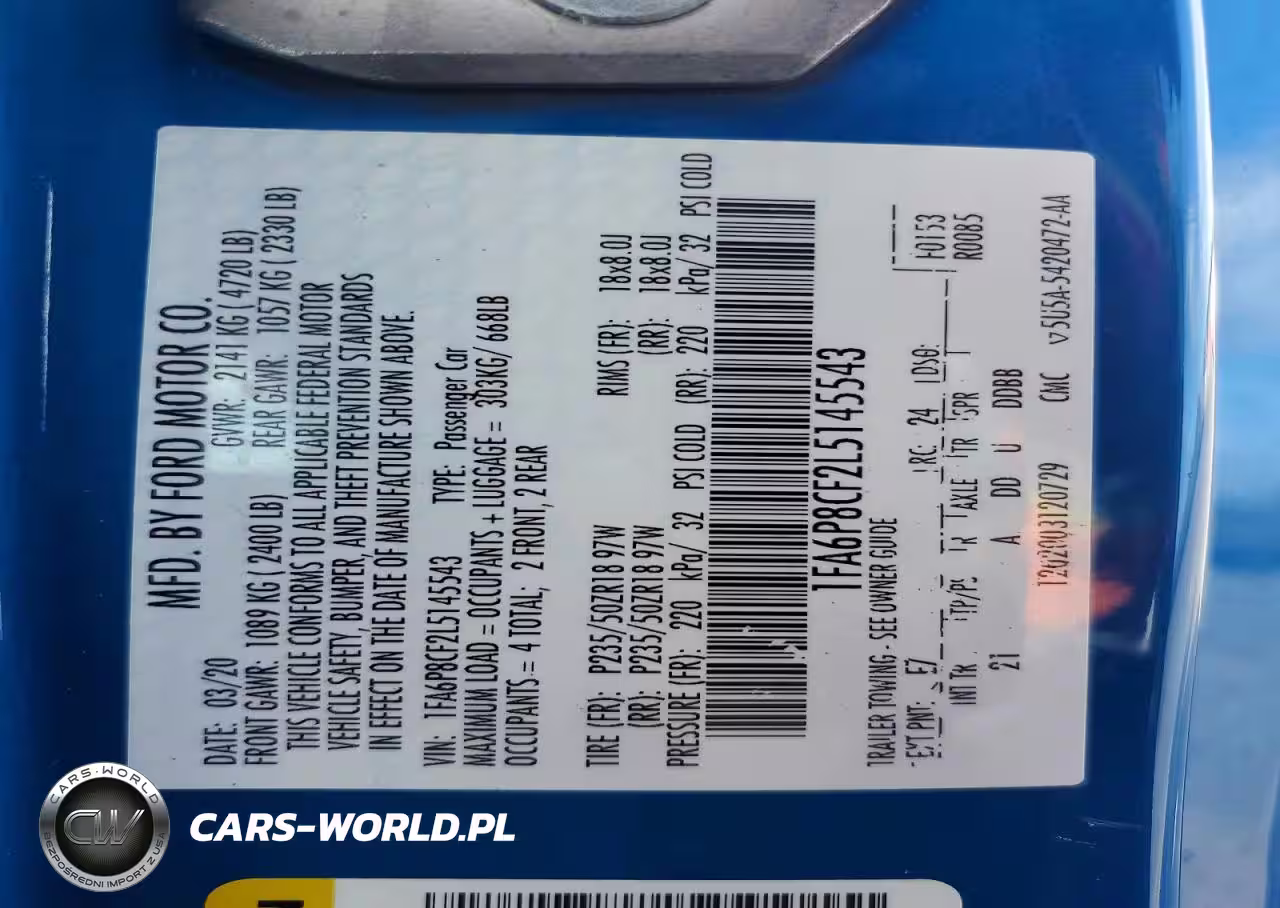 MFD. BY FORD MOTOR CO.
DATE: 03/20 GVWR: 2141 KG ( 4720 LB)
FRONT GAWR: 1089 KG ( 2400 LB) REAR GAWR: 1057 KG ( 2330 LB)
THIS VEHICLE CONFORMS TO ALL APPLICABLE FEDERAL MOTOR
VEHICLE SAFETY, BUMPER, AND THEFT PREVENTION STANDARDS
IN EFFECT ON THE DATE OF MANUFACTURE SHOWN ABOVE.
VIN: 1FA6P8CF2L5145543 TYPE: Passenger Car
MAXIMUM LOAD = OCCUPANTS + LUGGAGE = 303KG/ 668LB
OCCUPANTS = 4 TOTAL; 2 FRONT, 2 REAR
TIRE (FR): P235/50ZR18 97W RIMS (FR): 18x8.0J
(RR): P235/50ZR18 97W (RR): 18x8.0J
PRESSURE (FR): 220 kPa/ 32 PSI COLD (RR): 220 kPa/ 32 PSI COLD
1FA6P8CF2L5145543
TRAILER TOWING - SEE OWNER GUIDE
EXT PNT: E7 RC: 24 DSO: F0153
INT TR TP/PS R AXLE TR SPR R0085
21 A DD U DDBB
CMC v5U5A-5420472-AA
CARS-WORLD
CW
BEZPOŚREDNI IMPORT Z USA
CARS-WORLD.PL